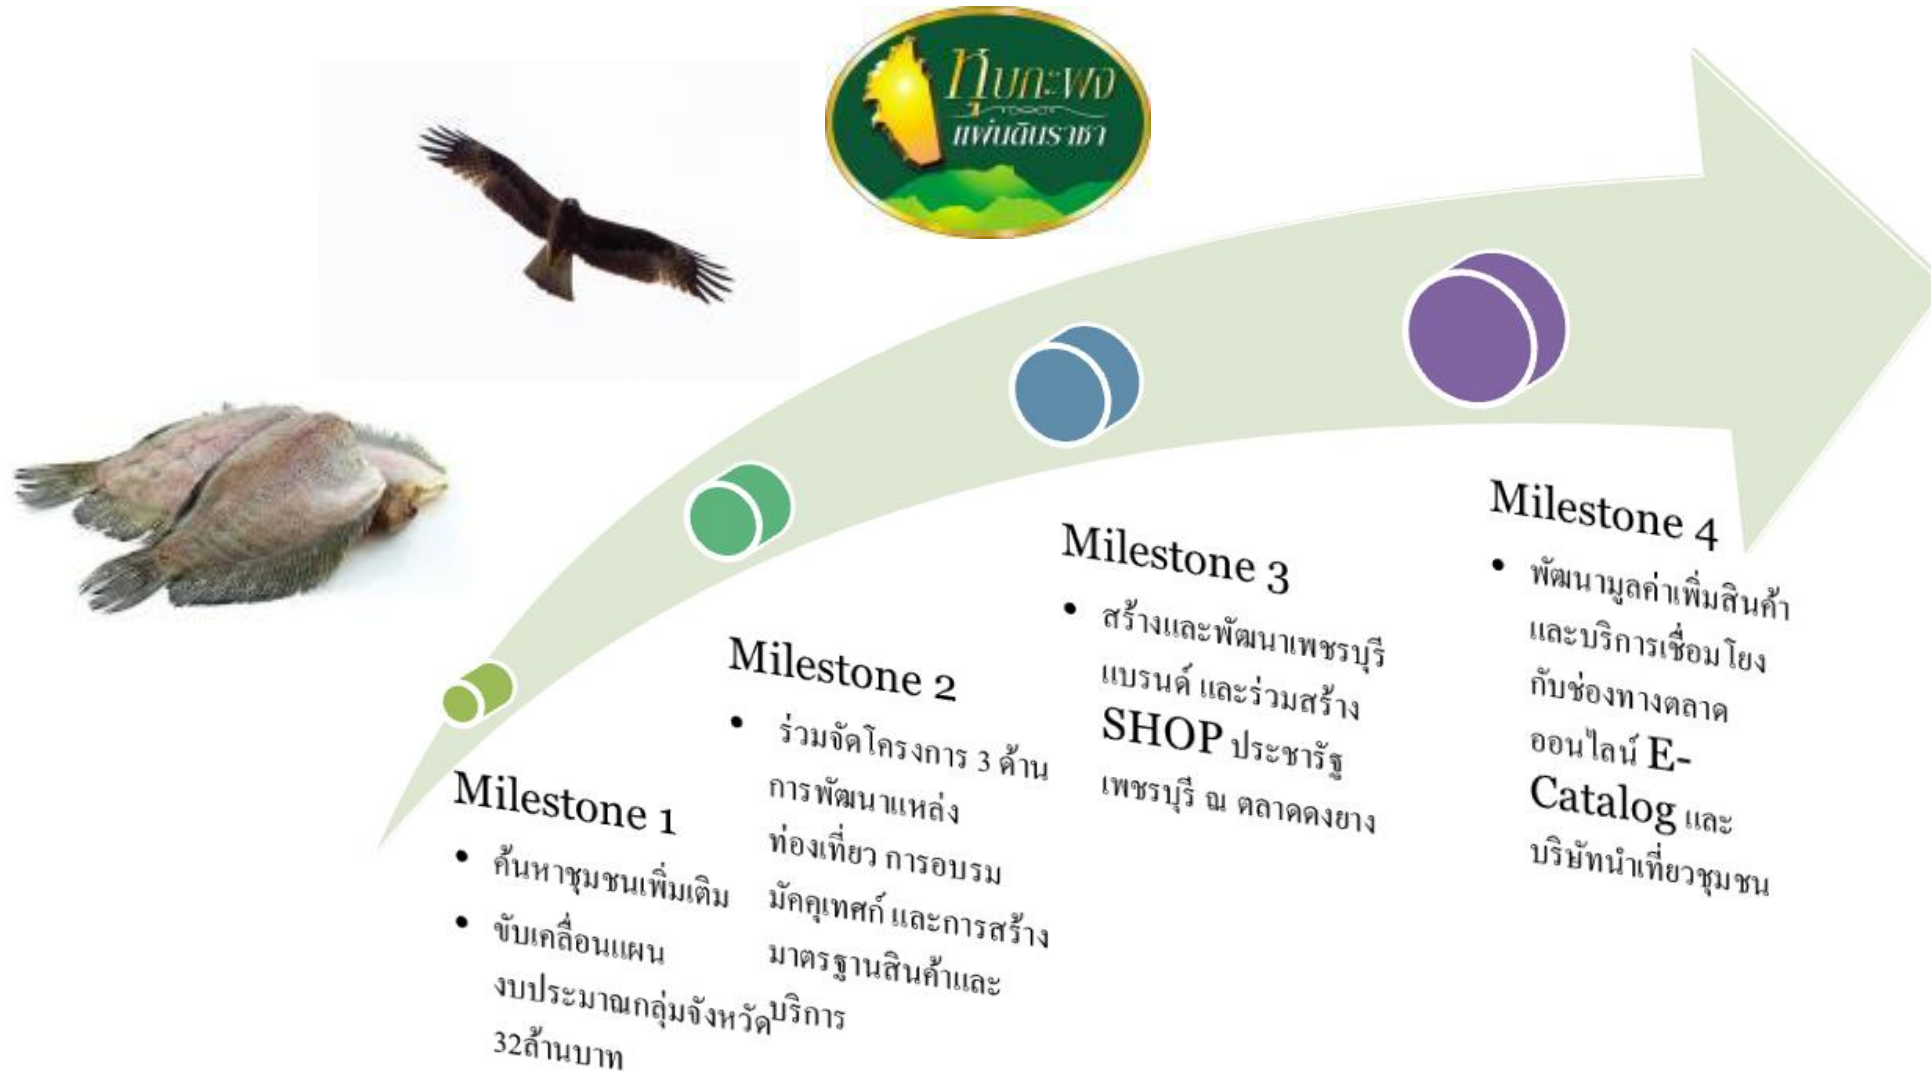 หุบกะพง
แผ่นดินราชา
Milestone 1
• ค้นหาชุมชนเพิ่มเติม
• ขับเคลื่อนแผน
งบประมาณกลุ่มจังหวัด
32ล้านบาท
Milestone 2
• ร่วมจัดโครงการ 3 ด้าน
การพัฒนาแหล่ง
ท่องเที่ยว การอบรม
มัคคุเทศก์ และการสร้าง
มาตรฐานสินค้าและ
บริการ
Milestone 3
• สร้างและพัฒนาเพชรบุรี
แบรนด์ และร่วมสร้าง
SHOP ประชารัฐ
เพชรบุรี ณ ตลาดดงยาง
Milestone 4
• พัฒนามูลค่าเพิ่มสินค้า
และบริการเชื่อมโยง
กับช่องทางตลาด
ออนไลน์ E-
Catalog และ
บริษัทนำเที่ยวชุมชน